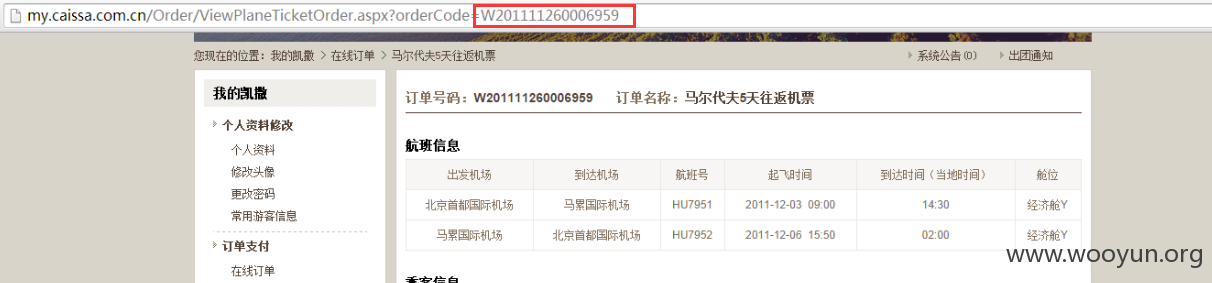 my.caissa.com.cn/Order/ViewPlaneTicketOrder.aspx?orderCode=W201111260006959
您现在的位置：我的凯撒 > 在线订单 > 马尔代夫5天往返机票 系统公告(0) 出团通知
我的凯撒
个人资料修改
个人资料
修改头像
更改密码
常用游客信息
订单支付
在线订单
订单号码：W201111260006959 订单名称：马尔代夫5天往返机票
航班信息
出发机场 到达机场 航班号 起飞时间 到达时间（当地时间） 舱位
北京首都国际机场 马累国际机场 HU7951 2011-12-03 09:00 14:30 经济舱Y
马累国际机场 北京首都国际机场 HU7952 2011-12-06 15:50 02:00 经济舱Y
乘客信息
www.wooyun.org